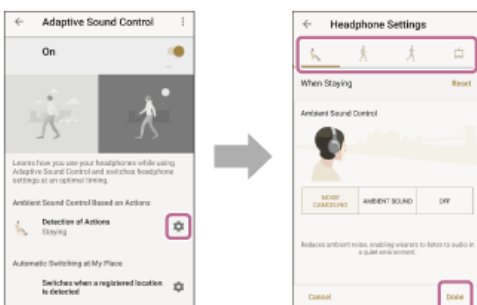 Adaptive Sound Control
On
Learns how you use your headphones while using
Adaptive Sound Control and switches headphone
settings at an optimal timing.
Ambient Sound Control Based on Actions
Detection of Actions
Staying
Automatic Switching at My Place
Switches when a registered location
is detected
Headphone Settings
When Staying
Reset
Ambient Sound Control
NOISE
CANCELING
AMBIENT SOUND
OFF
Reduces ambient noise, enabling wearers to listen to audio in
a quiet environment.
Cancel
Done